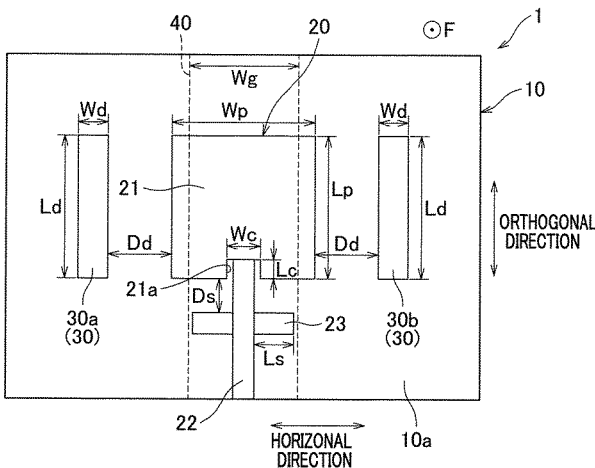 40
20
F
1
10
Wg
Wd
Wp
Wd
21
Ld
Lp
Ld
Wc
Dd
Dd
Lc
21a
Ds
30a
(30)
30b
(30)
23
Ls
22
10a
ORTHOGONAL
DIRECTION
HORIZONAL
DIRECTION